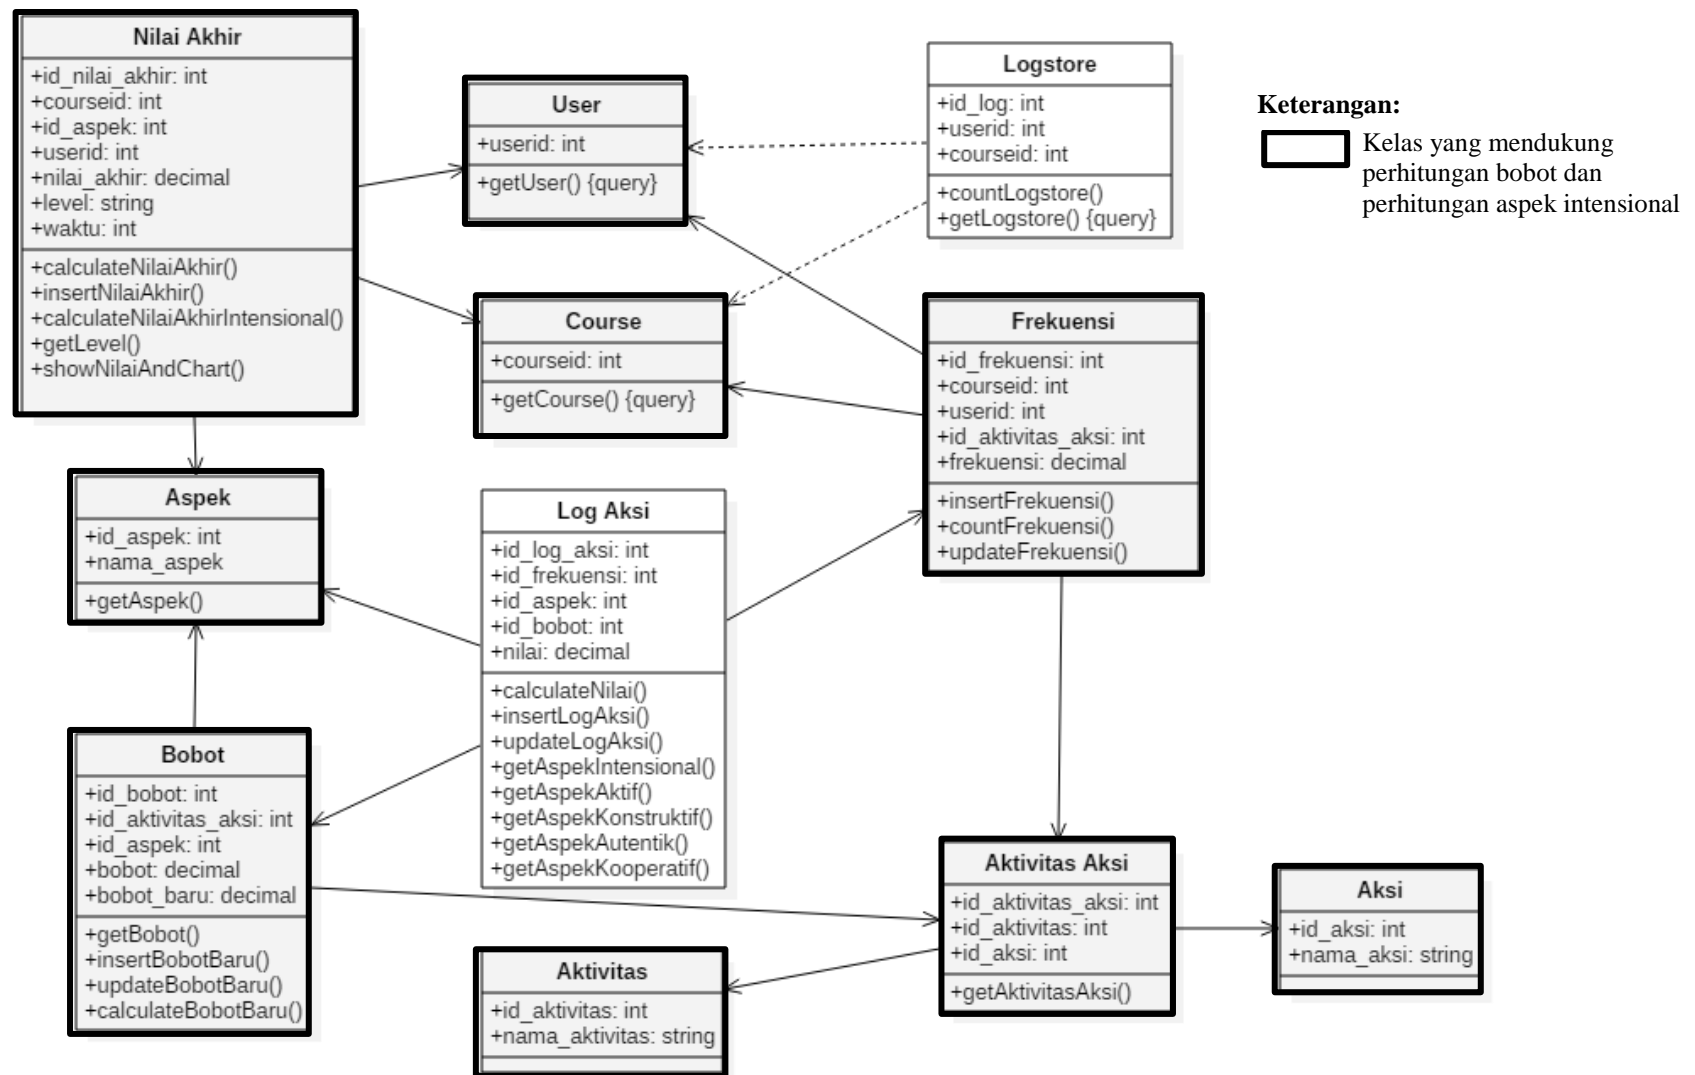 Nilai Akhir
+id_nilai_akhir: int
+courseid: int
+id_aspek: int
+userid: int
+nilai_akhir: decimal
+level: string
+waktu: int
+calculateNilaiAkhir()
+insertNilaiAkhir()
+calculateNilaiAkhirIntensional()
+getLevel()
+showNilaiAndChart()
User
+userid: int
+getUser() {query}
Logstore
+id_log: int
+userid: int
+courseid: int
+countLogstore()
+getLogstore() {query}
Keterangan:
Kelas yang mendukung
perhitungan bobot dan
perhitungan aspek intensional
Course
+courseid: int
+getCourse() {query}
Frekuensi
+id_frekuensi: int
+courseid: int
+userid: int
+id_aktivitas_aksi: int
+frekuensi: decimal
+insertFrekuensi()
+countFrekuensi()
+updateFrekuensi()
Aspek
+id_aspek: int
+nama_aspek
+getAspek()
Log Aksi
+id_log_aksi: int
+id_frekuensi: int
+id_aspek: int
+id_bobot: int
+nilai: decimal
+calculateNilai()
+insertLogAksi()
+updateLogAksi()
+getAspekIntensional()
+getAspekAktif()
+getAspekKonstruktif()
+getAspekAutentik()
+getAspekKooperatif()
Bobot
+id_bobot: int
+id_aktivitas_aksi: int
+id_aspek: int
+bobot: decimal
+bobot_baru: decimal
+getBobot()
+insertBobotBaru()
+updateBobotBaru()
+calculateBobotBaru()
Aktivitas
+id_aktivitas: int
+nama_aktivitas: string
Aktivitas Aksi
+id_aktivitas_aksi: int
+id_aktivitas: int
+id_aksi: int
+getAktivitasAksi()
Aksi
+id_aksi: int
+nama_aksi: string